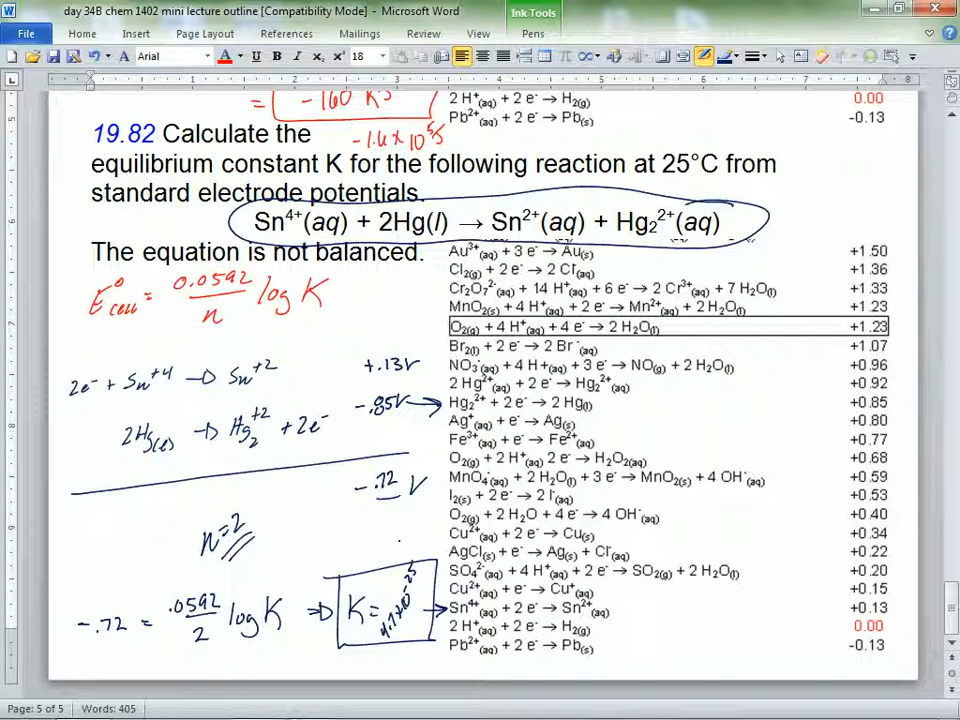 day 34B chem 1402 mini lecture outline [Compatibility Mode] - Microsoft Word
Ink Tools
File Home Insert Page Layout References Mailings Review View Pens
Arial 18
= - 160 KJ
- 1.6 × 10^5 J
2 H⁺(aq) + 2 e⁻ → H₂(g) 0.00
Pb²⁺(aq) + 2 e⁻ → Pb(s) -0.13
19.82 Calculate the
equilibrium constant K for the following reaction at 25°C from
standard electrode potentials.
Sn⁴⁺(aq) + 2Hg(l) → Sn²⁺(aq) + Hg₂²⁺(aq)
The equation is not balanced.
E°cell = 0.0592/n log K
2e⁻ + Sn⁺⁴ → Sn⁺² +.13V
2Hg(l) → Hg₂⁺² + 2e⁻ -.85V
-.72 V
n=2
-.72 = .0592/2 log K ⇒ K = 4.7×10⁻²⁵
Au³⁺(aq) + 3 e⁻ → Au(s) +1.50
Cl₂(g) + 2 e⁻ → 2 Cl⁻(aq) +1.36
Cr₂O₇²⁻(aq) + 14 H⁺(aq) + 6 e⁻ → 2 Cr³⁺(aq) + 7 H₂O(l) +1.33
MnO₂(s) + 4 H⁺(aq) + 2 e⁻ → Mn²⁺(aq) + 2 H₂O(l) +1.23
O₂(g) + 4 H⁺(aq) + 4 e⁻ → 2 H₂O(l) +1.23
Br₂(l) + 2 e⁻ → 2 Br⁻(aq) +1.07
NO₃⁻(aq) + 4 H+(aq) + 3 e⁻ → NO(g) + 2 H₂O(l) +0.96
2 Hg²⁺(aq) + 2 e⁻ → Hg₂²⁺(aq) +0.92
Hg₂²⁺ + 2 e⁻ → 2 Hg(l) +0.85
Ag⁺(aq) + e⁻ → Ag(s) +0.80
Fe³⁺(aq) + e⁻ → Fe²⁺(aq) +0.77
O₂(g) + 2 H⁺(aq) + 2 e⁻ → H₂O₂(aq) +0.68
MnO₄⁻(aq) + 2 H₂O(l) + 3 e⁻ → MnO₂(s) + 4 OH⁻(aq) +0.59
I₂(s) + 2 e⁻ → 2 I⁻(aq) +0.53
O₂(g) + 2 H₂O + 4 e⁻ → 4 OH⁻(aq) +0.40
Cu²⁺(aq) + 2 e⁻ → Cu(s) +0.34
AgCl(s) + e⁻ → Ag(s) + Cl⁻(aq) +0.22
SO₄²⁻(aq) + 4 H⁺(aq) + 2 e⁻ → SO₂(g) + 2 H₂O(l) +0.20
Cu²⁺(aq) + e⁻ → Cu⁺(aq) +0.15
Sn⁴⁺(aq) + 2 e⁻ → Sn²⁺(aq) +0.13
2 H⁺(aq) + 2 e⁻ → H₂(g) 0.00
Pb²⁺(aq) + 2 e⁻ → Pb(s) -0.13
Page: 5 of 5 Words: 405